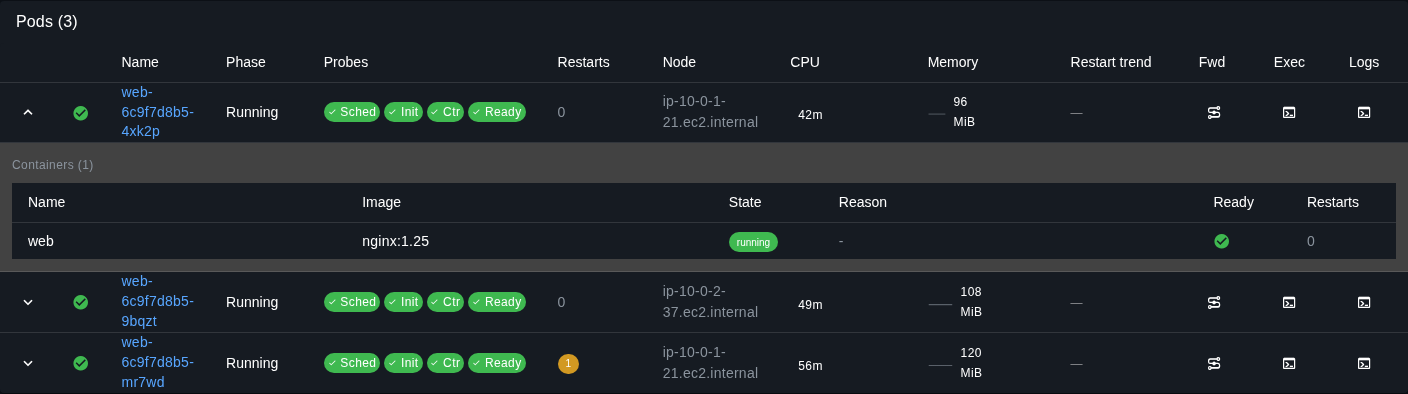 Pods (3)
Name Phase Probes Restarts Node CPU Memory Restart trend Fwd Exec Logs
web-
6c9f7d8b5-
4xk2p
Running
Sched Init Ctr Ready
0
ip-10-0-1-
21.ec2.internal
42m
96
MiB
—
Containers (1)
Name Image State Reason Ready Restarts
web nginx:1.25 running - 0
web-
6c9f7d8b5-
9bqzt
Running
Sched Init Ctr Ready
0
ip-10-0-2-
37.ec2.internal
49m
108
MiB
—
web-
6c9f7d8b5-
mr7wd
Running
Sched Init Ctr Ready
1
ip-10-0-1-
21.ec2.internal
56m
120
MiB
—